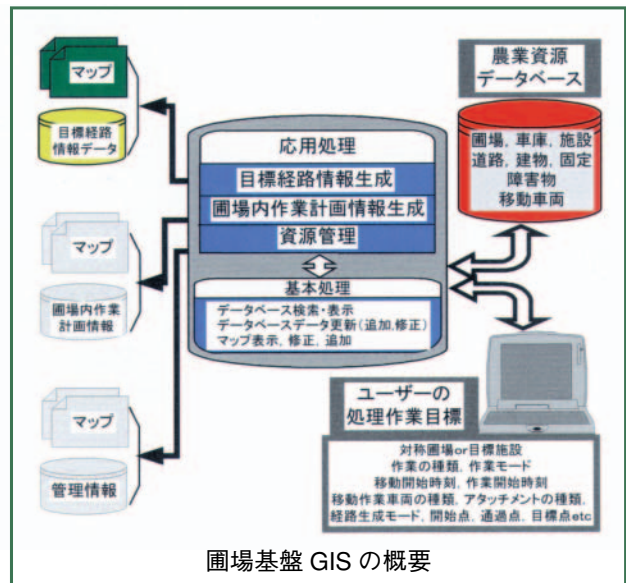 マップ
目標経路
情報データ
マップ
圃場内作業
計画情報
マップ
管理情報
応用処理
目標経路情報生成
圃場内作業計画情報生成
資源管理
基本処理
データベース検索・表示
データベースデータ更新(追加,修正)
マップ表示, 修正, 追加
農業資源
データベース
圃場, 車庫, 施設
道路, 建物, 固定
障害物
移動車両
ユーザーの
処理作業目標
対称圃場or目標施設
作業の種類, 作業モード
移動開始時刻, 作業開始時刻
移動作業車両の種類, アタッチメントの種類,
経路生成モード, 開始点, 通過点, 目標点etc
圃場基盤 GIS の概要